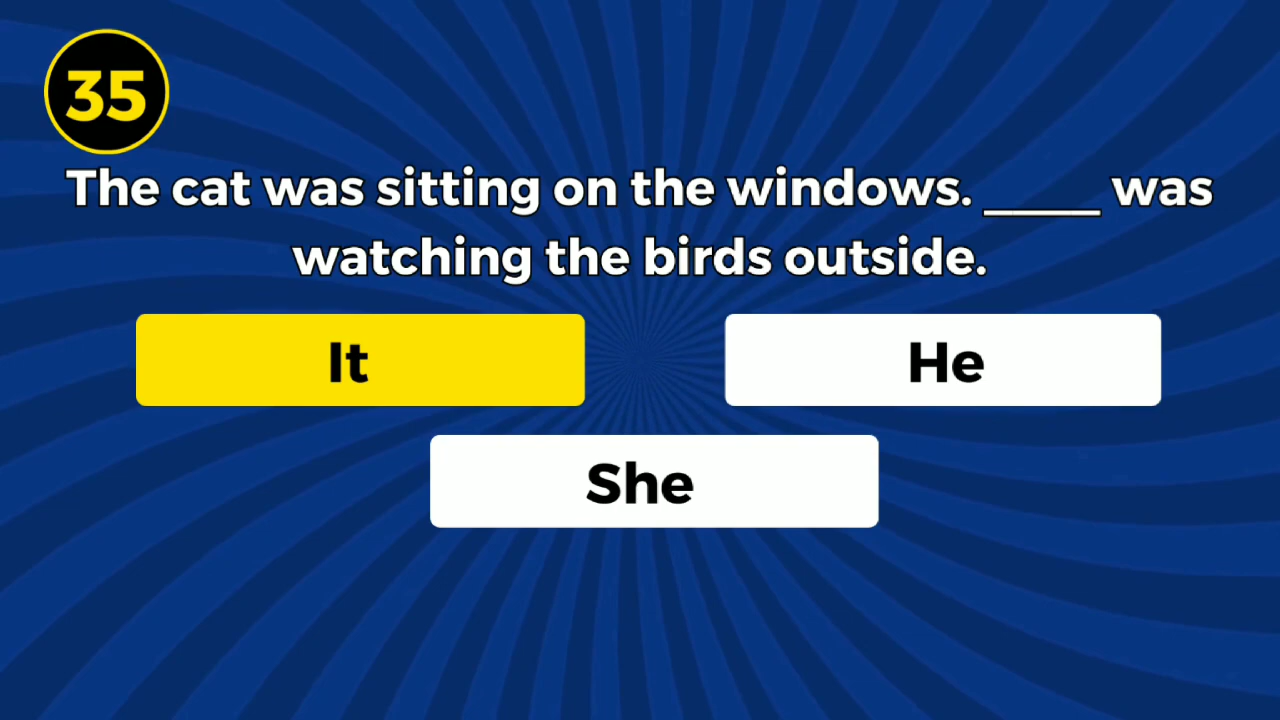 35
The cat was sitting on the windows. _____ was
watching the birds outside.
It
He
She